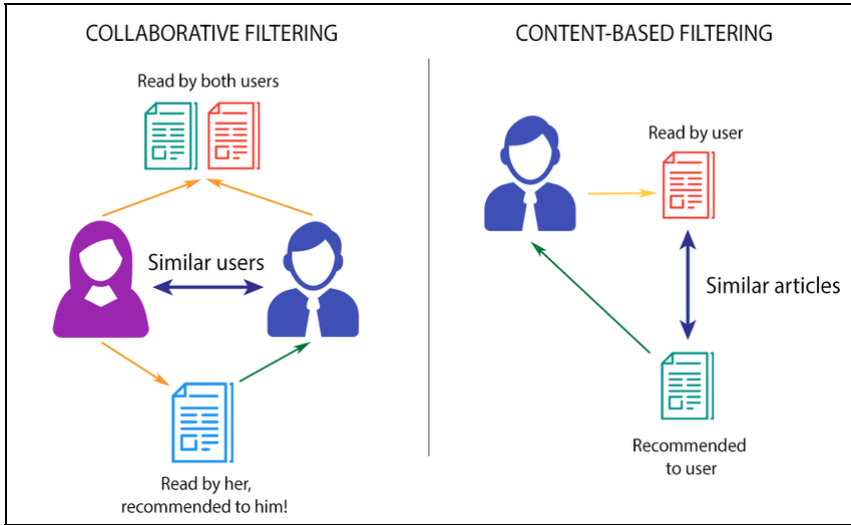 COLLABORATIVE FILTERING
Read by both users
Similar users
Read by her,
recommended to him!
CONTENT-BASED FILTERING
Read by user
Similar articles
Recommended
to user